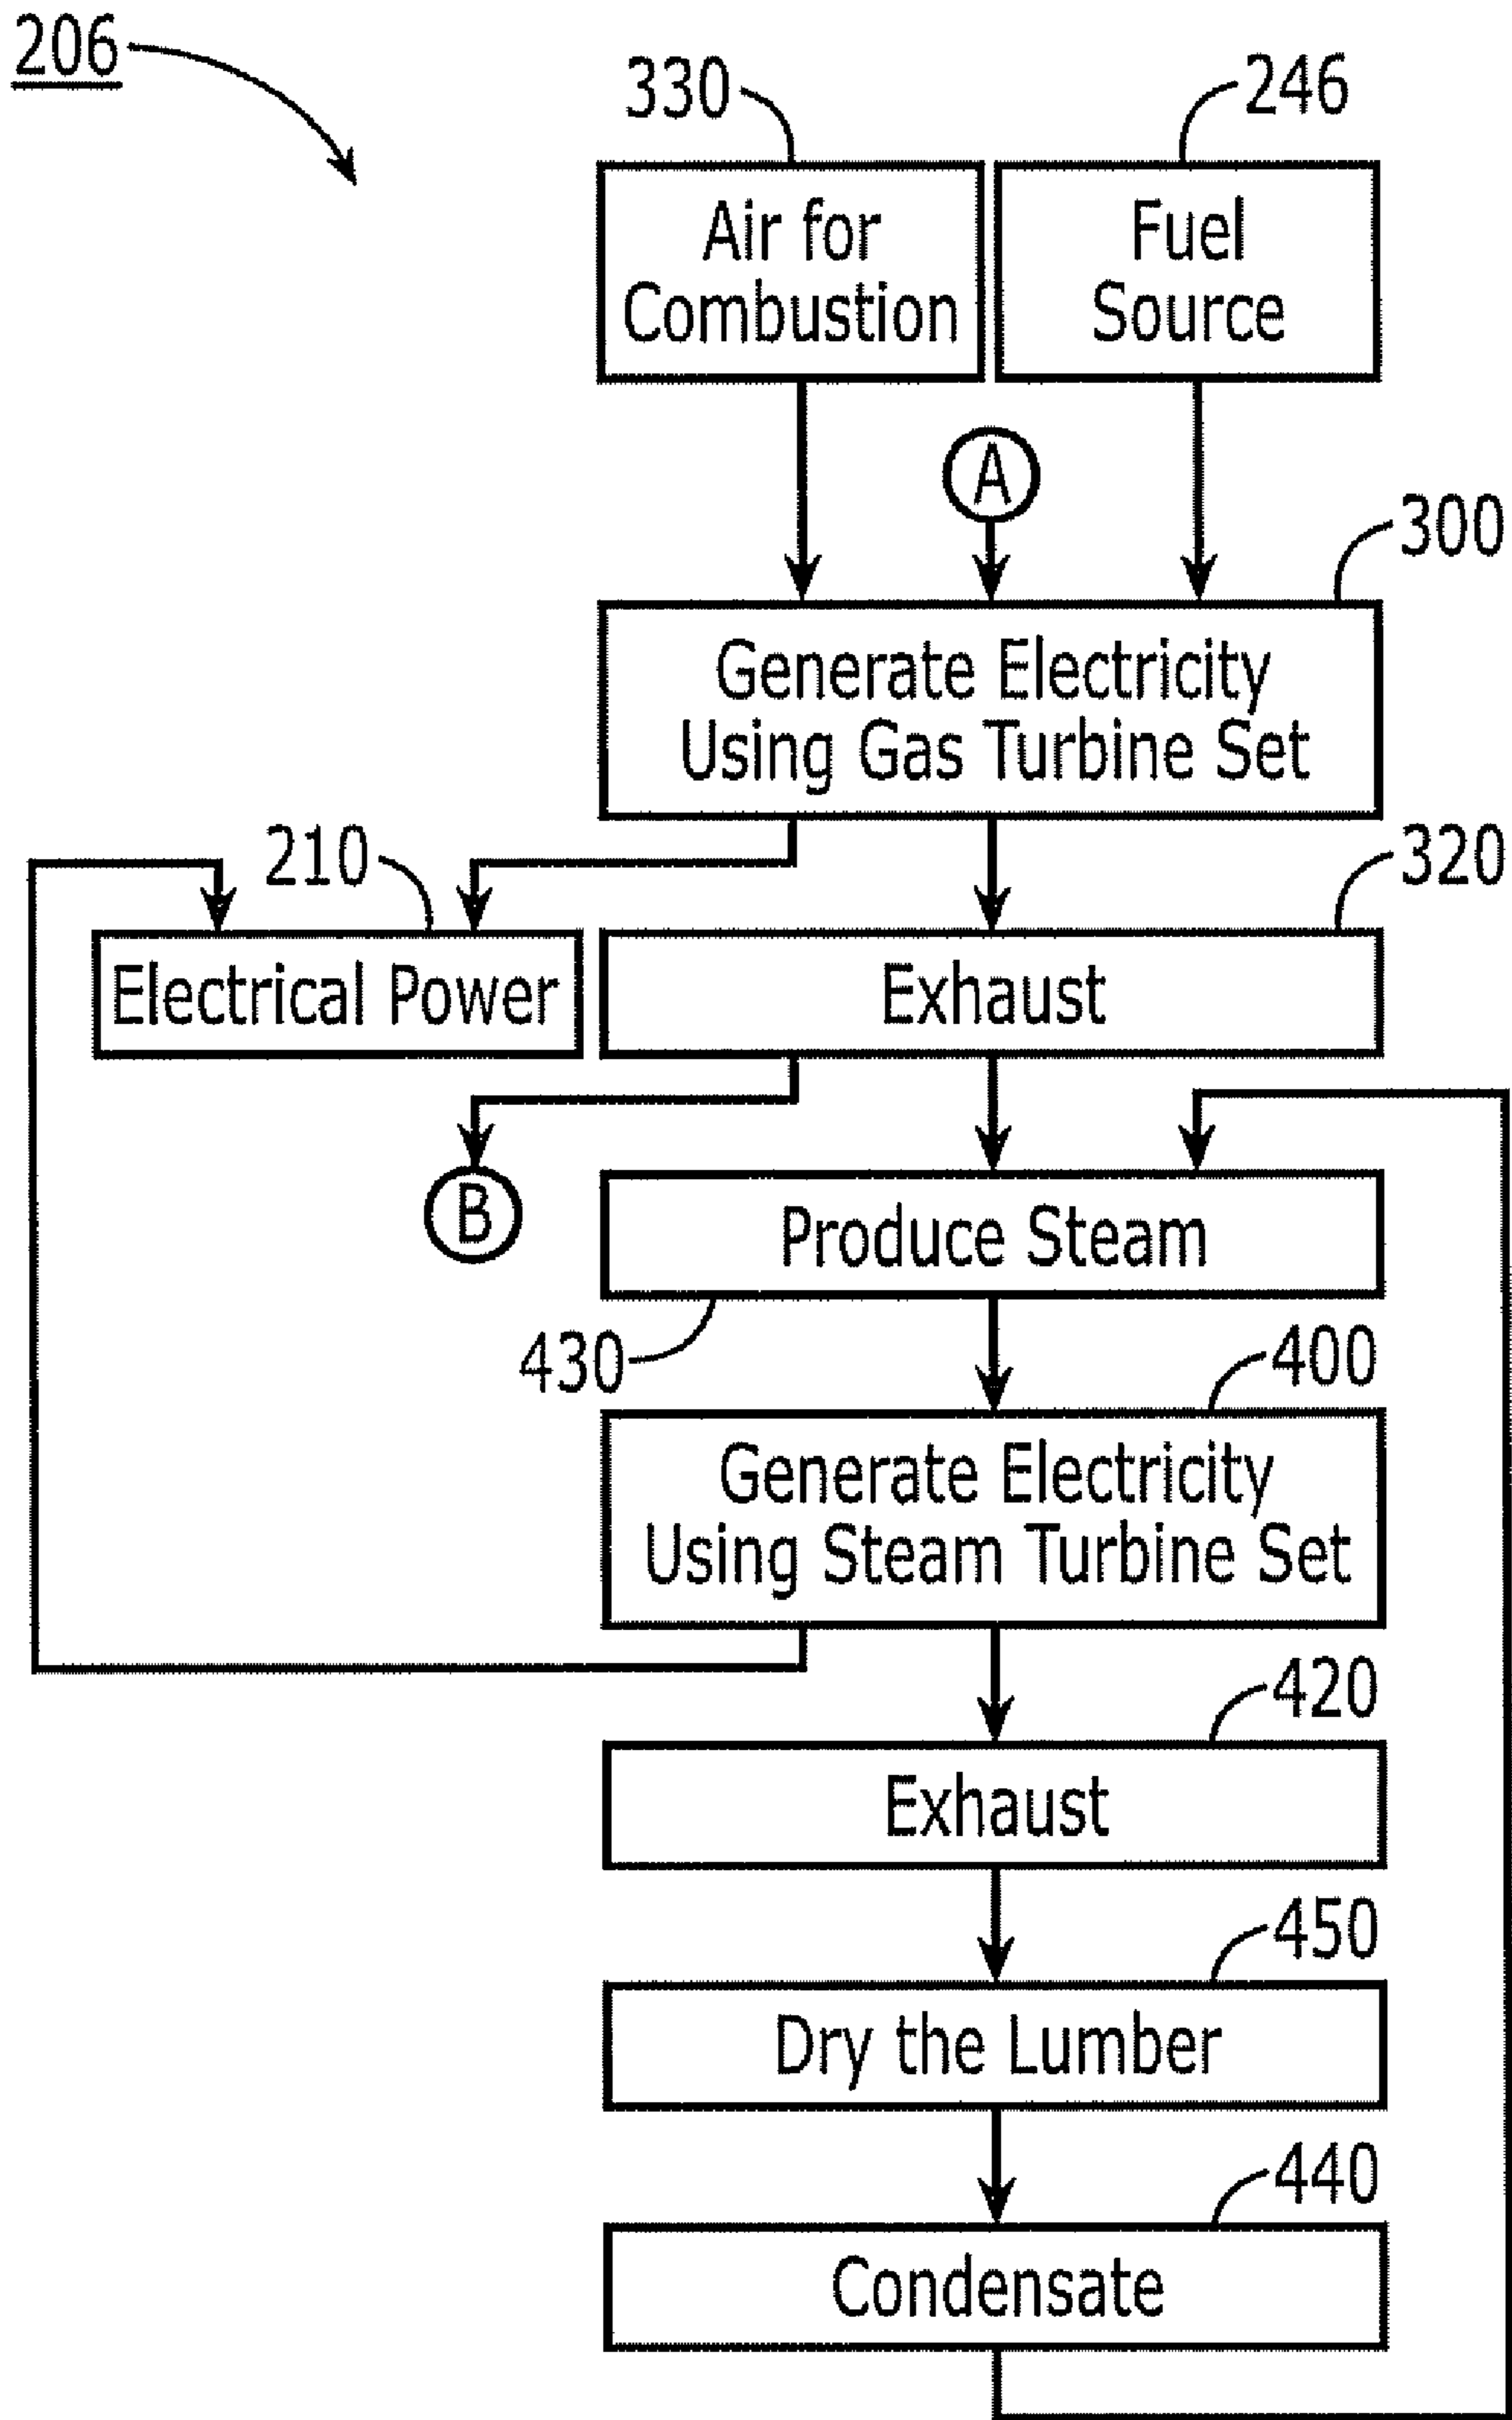 206
330
246
Air for
Combustion
Fuel
Source
A
300
Generate Electricity
Using Gas Turbine Set
210
320
Electrical Power
Exhaust
B
Produce Steam
430
400
Generate Electricity
Using Steam Turbine Set
420
Exhaust
450
Dry the Lumber
440
Condensate